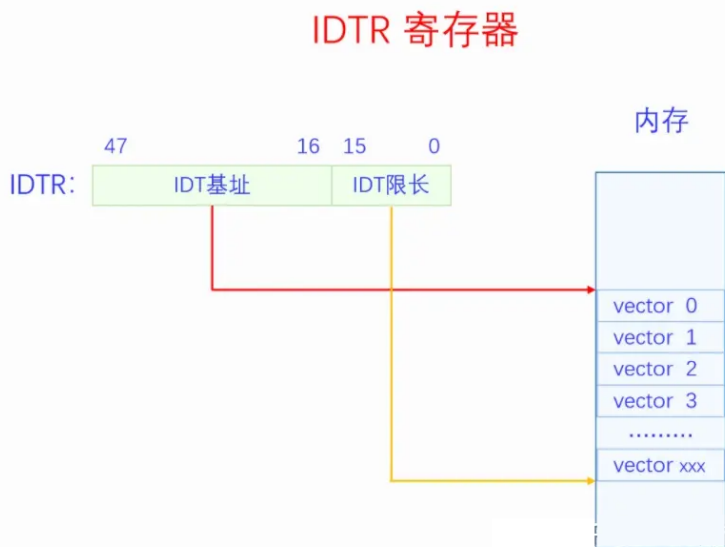 IDTR 寄存器
内存
47 16 15 0
IDTR: IDT基址 IDT限长
vector 0
vector 1
vector 2
vector 3
.........
vector xxx